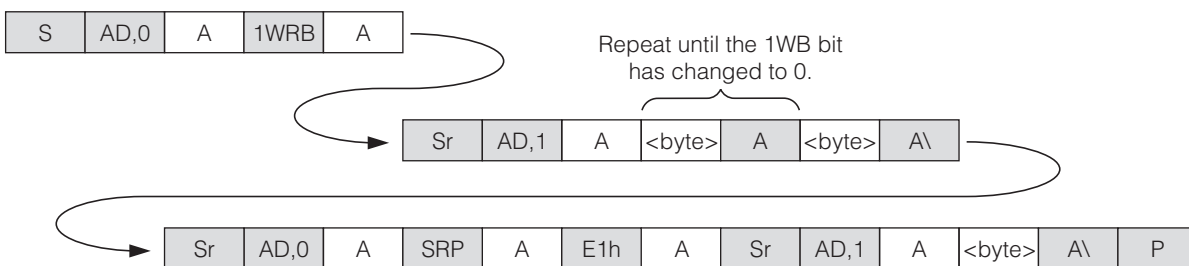 S AD,0 A 1WRB A
Repeat until the 1WB bit
has changed to 0.
Sr AD,1 A <byte> A <byte> A\
Sr AD,0 A SRP A E1h A Sr AD,1 A <byte> A\ P